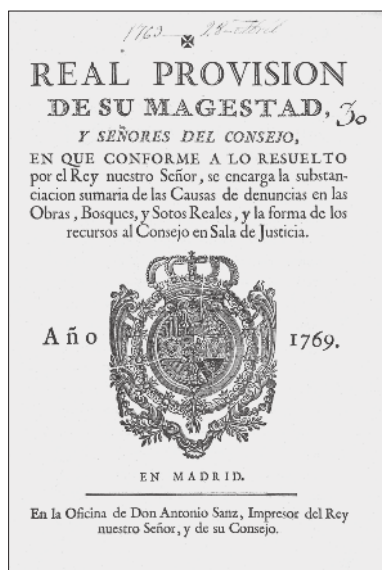 1763 28 Abril
REAL PROVISION
DE SU MAGESTAD,
30
Y SEÑORES DEL CONSEJO,
EN QUE CONFORME A LO RESUELTO
por el Rey nuestro Señor, se encarga la substan-
ciacion sumaria de las Causas de denuncias en las
Obras, Bosques, y Sotos Reales, y la forma de los
recursos al Consejo en Sala de Justicia.
Año 1769.
EN MADRID.
En la Oficina de Don Antonio Sanz, Impresor del Rey
nuestro Señor, y de su Consejo.